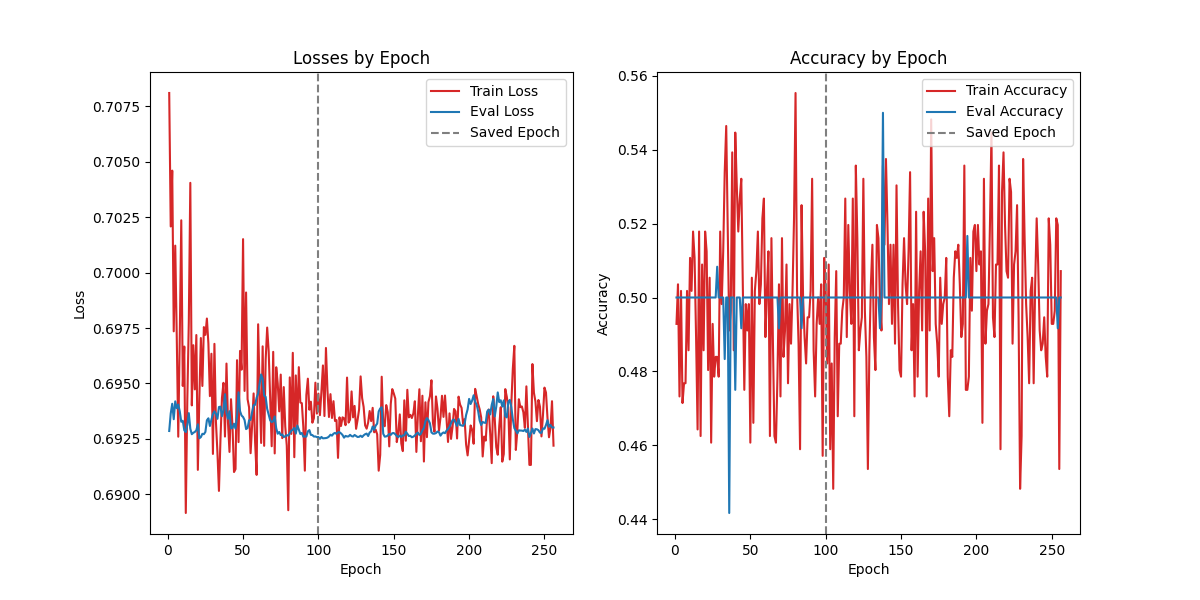 Losses by Epoch
Train Loss
Eval Loss
Saved Epoch
0.7075
0.7050
0.7025
0.7000
0.6975
0.6950
0.6925
0.6900
Loss
0
50
100
150
200
250
Epoch
Accuracy by Epoch
Train Accuracy
Eval Accuracy
Saved Epoch
0.56
0.54
0.52
0.50
0.48
0.46
0.44
Accuracy
0
50
100
150
200
250
Epoch